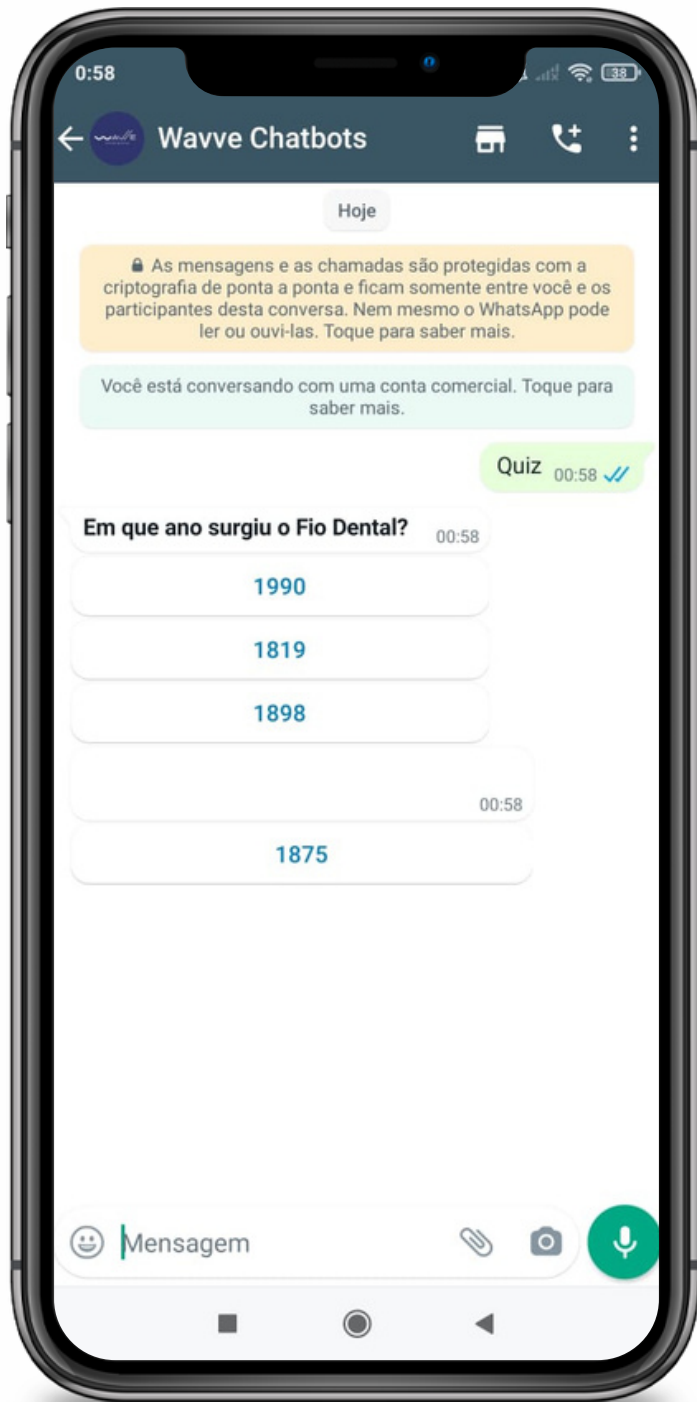 0:58
38
Wavve Chatbots
Hoje
As mensagens e as chamadas são protegidas com a
criptografia de ponta a ponta e ficam somente entre você e os
participantes desta conversa. Nem mesmo o WhatsApp pode
ler ou ouvi-las. Toque para saber mais.
Você está conversando com uma conta comercial. Toque para
saber mais.
Quiz 00:58
Em que ano surgiu o Fio Dental? 00:58
1990
1819
1898
00:58
1875
Mensagem